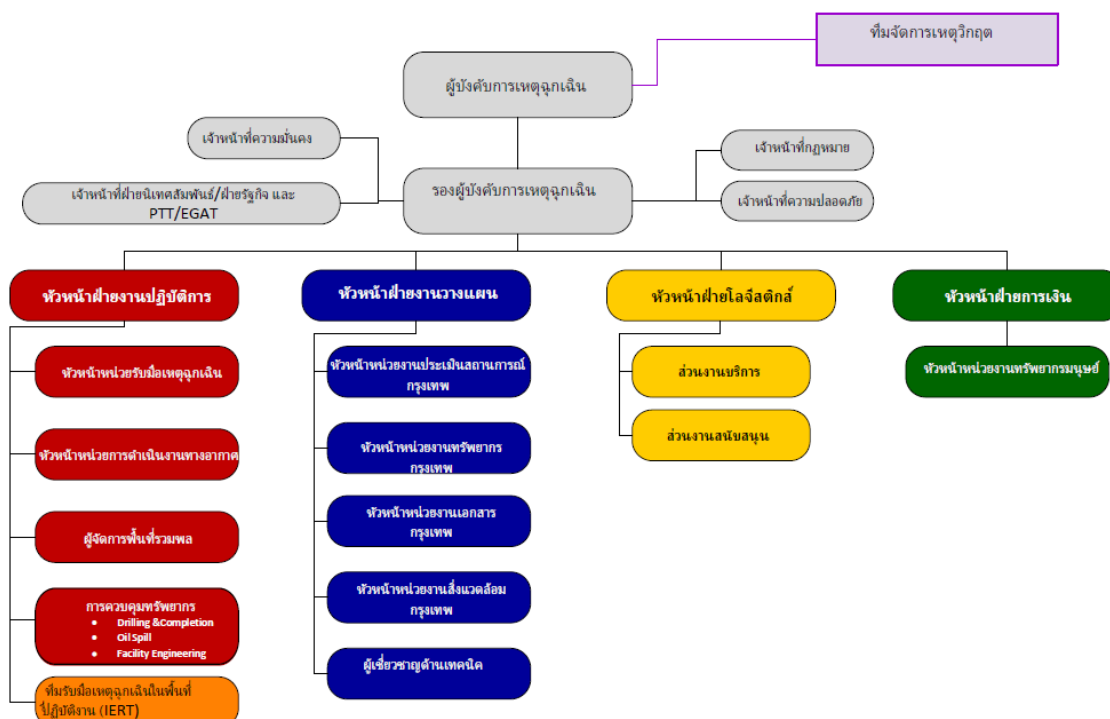 ทีมจัดการเหตุวิกฤต
ผู้บังคับการเหตุฉุกเฉิน
เจ้าหน้าที่ความมั่นคง
เจ้าหน้าที่กฎหมาย
เจ้าหน้าที่ฝ่ายนิเทศสัมพันธ์/ฝ่ายรัฐกิจ และ
PTT/EGAT
รองผู้บังคับการเหตุฉุกเฉิน
เจ้าหน้าที่ความปลอดภัย
หัวหน้าฝ่ายงานปฏิบัติการ
หัวหน้าหน่วยรับมือเหตุฉุกเฉิน
หัวหน้าหน่วยการดำเนินงานทางอากาศ
ผู้จัดการพื้นที่รวมพล
การควบคุมทรัพยากร
• Drilling &Completion
• Oil Spill
• Facility Engineering
ทีมรับมือเหตุฉุกเฉินในพื้นที่
ปฏิบัติงาน (IERT)
หัวหน้าฝ่ายงานวางแผน
หัวหน้าหน่วยงานประเมินสถานการณ์
กรุงเทพ
หัวหน้าหน่วยงานทรัพยากร
กรุงเทพ
หัวหน้าหน่วยงานเอกสาร
กรุงเทพ
หัวหน้าหน่วยงานสิ่งแวดล้อม
กรุงเทพ
ผู้เชี่ยวชาญด้านเทคนิค
หัวหน้าฝ่ายโลจิสติกส์
ส่วนงานบริการ
ส่วนงานสนับสนุน
หัวหน้าฝ่ายการเงิน
หัวหน้าหน่วยงานทรัพยากรมนุษย์